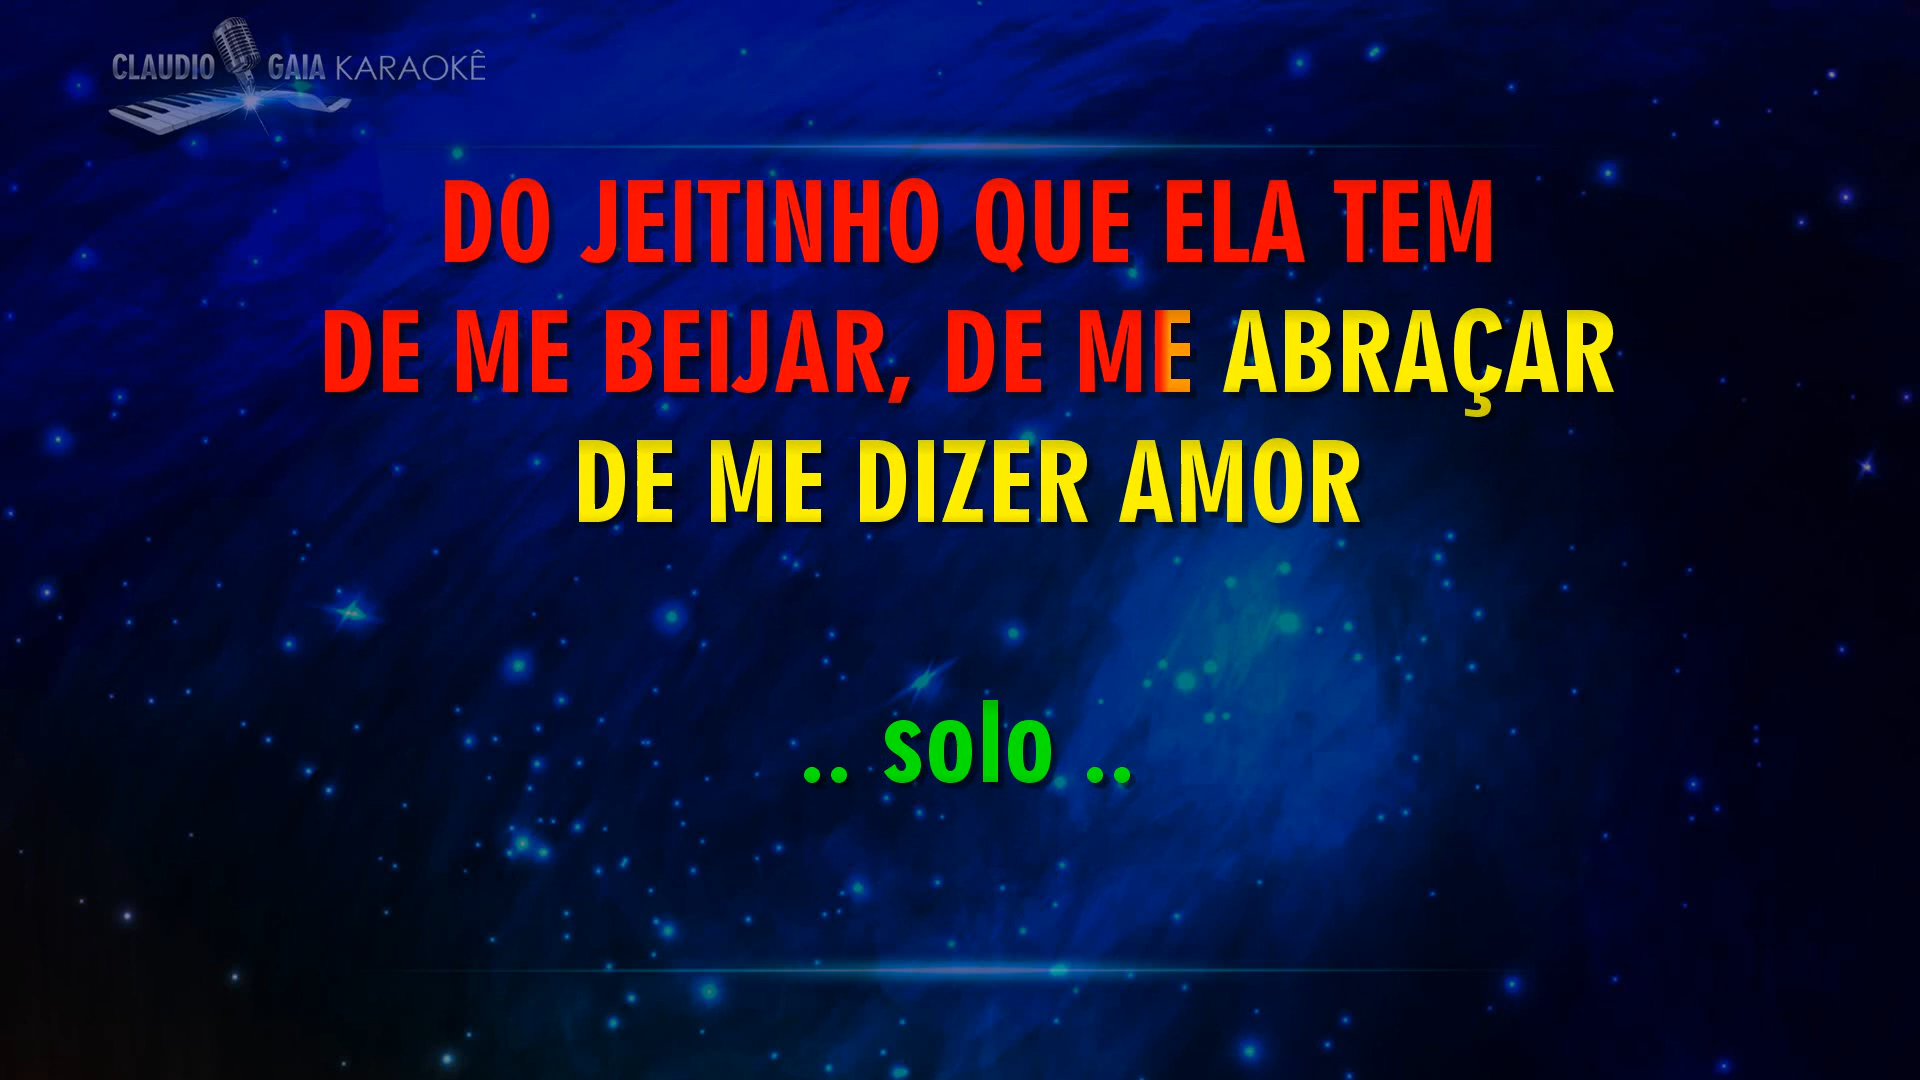 CLAUDIO GAIA KARAOKÊ
DO JEITINHO QUE ELA TEM
DE ME BEIJAR, DE ME ABRAÇAR
DE ME DIZER AMOR
.. solo ..